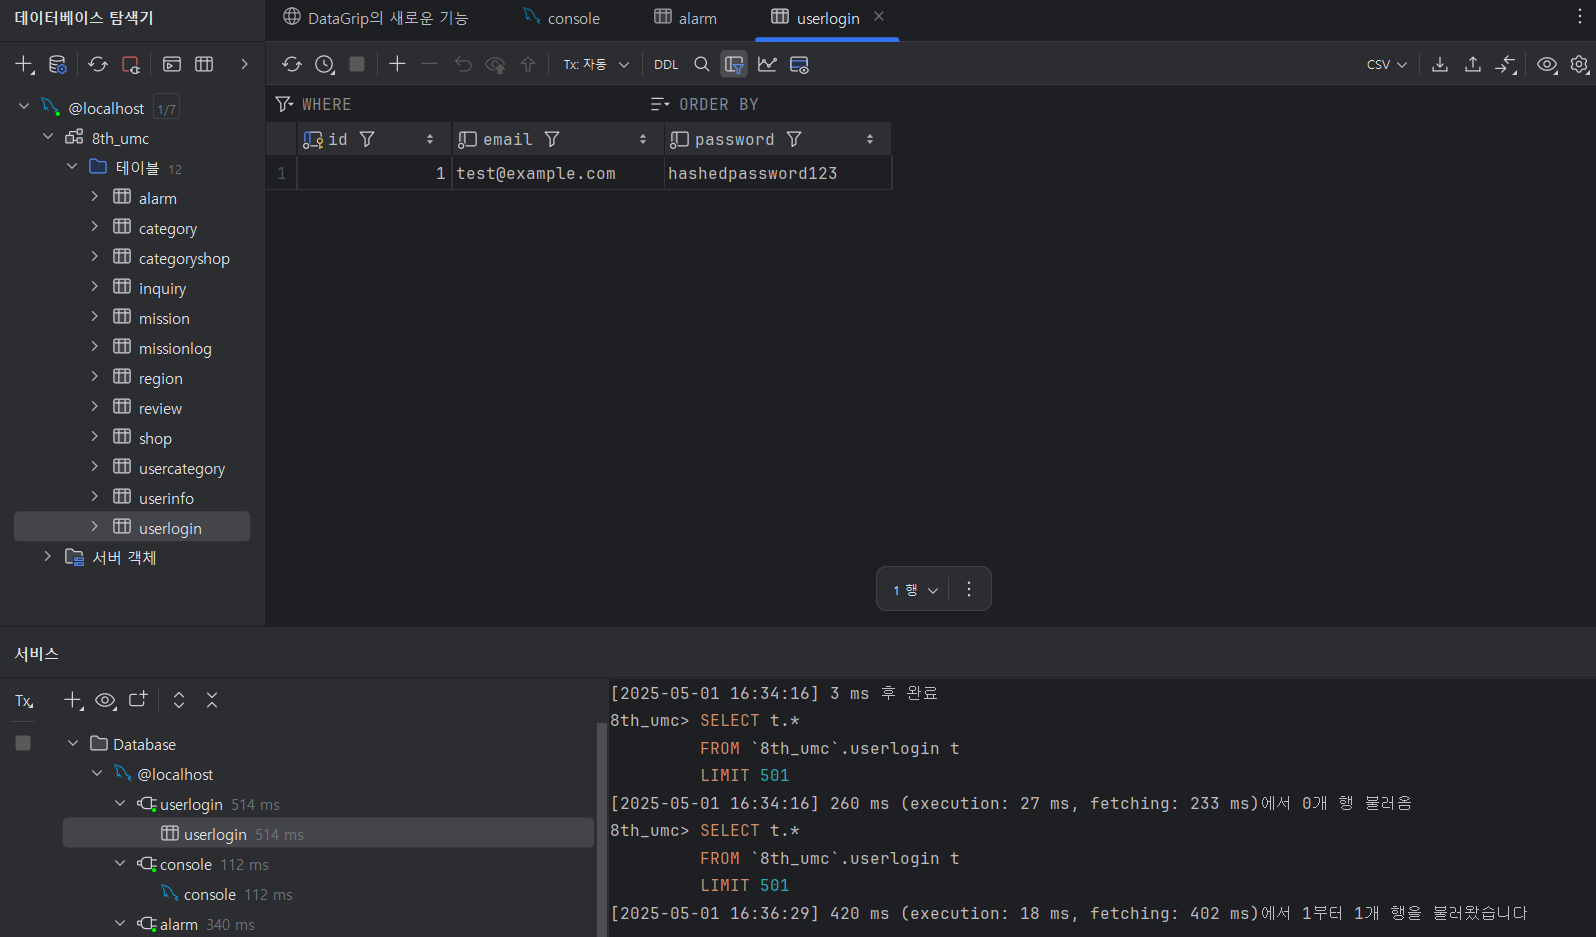 데이터베이스 탐색기
DataGrip의 새로운 기능
console
alarm
userlogin
Tx: 자동
DDL
CSV
@localhost 1/7
8th_umc
테이블 12
alarm
category
categoryshop
inquiry
mission
missionlog
region
review
shop
usercategory
userinfo
userlogin
서버 객체
WHERE
ORDER BY
id
email
password
1
1
test@example.com
hashedpassword123
1 행
서비스
Tx
Database
@localhost
userlogin 514 ms
userlogin 514 ms
console 112 ms
console 112 ms
alarm 340 ms
[2025-05-01 16:34:16] 3 ms 후 완료
8th_umc> SELECT t.*
FROM `8th_umc`.userlogin t
LIMIT 501
[2025-05-01 16:34:16] 260 ms (execution: 27 ms, fetching: 233 ms)에서 0개 행 불러옴
8th_umc> SELECT t.*
FROM `8th_umc`.userlogin t
LIMIT 501
[2025-05-01 16:36:29] 420 ms (execution: 18 ms, fetching: 402 ms)에서 1부터 1개 행을 불러왔습니다